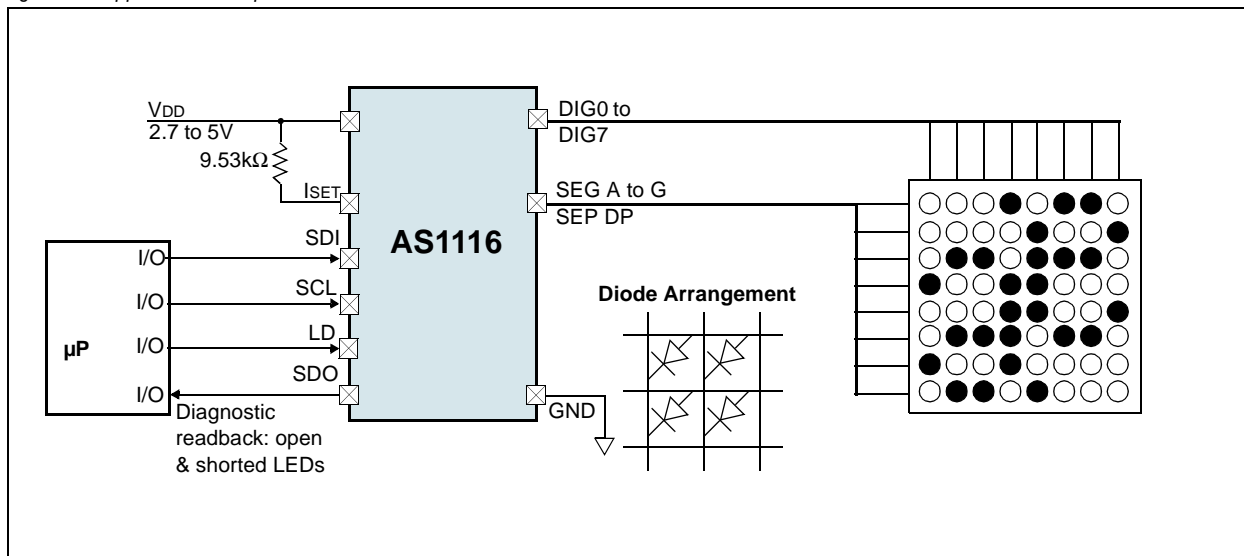 VDD
2.7 to 5V
9.53kΩ
ISET
SDI
SCL
LD
SDO
I/O
I/O
I/O
I/O
µP
Diagnostic
readback: open
& shorted LEDs
AS1116
DIG0 to
DIG7
SEG A to G
SEP DP
GND
Diode Arrangement